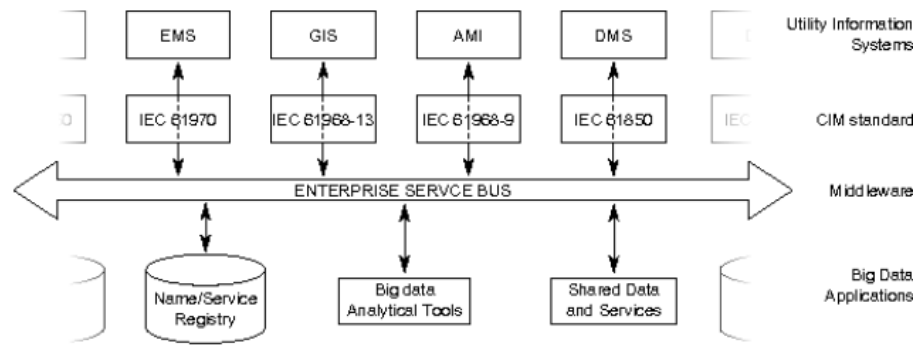 EMS
GIS
AMI
DMS
Utility Information
Systems
IEC 61970
IEC 61968-13
IEC 61968-9
IEC 61850
CIM standard
ENTERPRISE SERVCE BUS
Middleware
Name/Service
Registry
Big data
Analytical Tools
Shared Data
and Services
Big Data
Applications